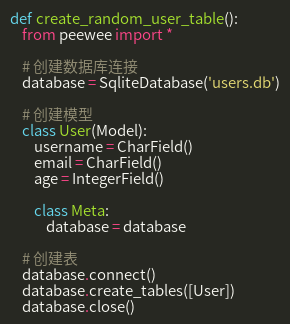 def create_random_user_table():
    from peewee import *

    # 创建数据库连接
    database = SqliteDatabase('users.db')

    # 创建模型
    class User(Model):
        username = CharField()
        email = CharField()
        age = IntegerField()

        class Meta:
            database = database

    # 创建表
    database.connect()
    database.create_tables([User])
    database.close()